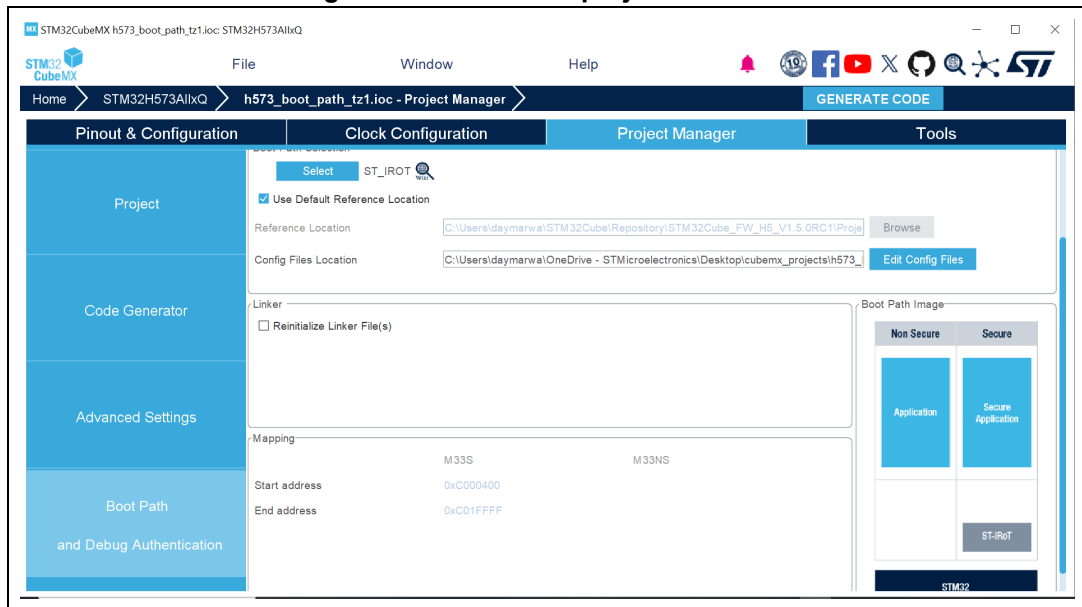 STM32CubeMX h573_boot_path_tz1.ioc: STM32H573AIIxQ
STM32
CubeMX
File Window Help
Home STM32H573AIIxQ h573_boot_path_tz1.ioc - Project Manager GENERATE CODE
Pinout & Configuration Clock Configuration Project Manager Tools
Project
Code Generator
Advanced Settings
Boot Path
and Debug Authentication
Boot Path Selection
Select ST_IROT
Use Default Reference Location
Reference Location C:\Users\daymarwa\STM32Cube\Repository\STM32Cube_FW_H5_V1.5.0RC1\Proje Browse
Config Files Location C:\Users\daymarwa\OneDrive - STMicroelectronics\Desktop\cubemx_projects\h573_ Edit Config Files
Linker
Reinitialize Linker File(s)
Mapping
M33S M33NS
Start address 0xC000400
End address 0xC01FFFF
Boot Path Image
Non Secure Secure
Application Secure
Application
ST-iRoT
STM32